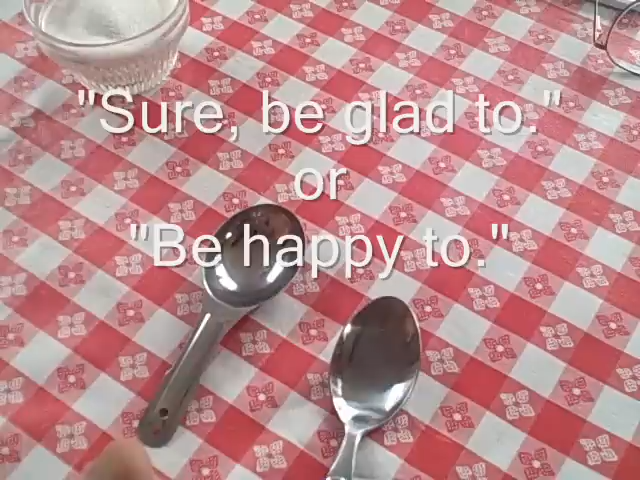 "Sure, be glad to."
or
"Be happy to."